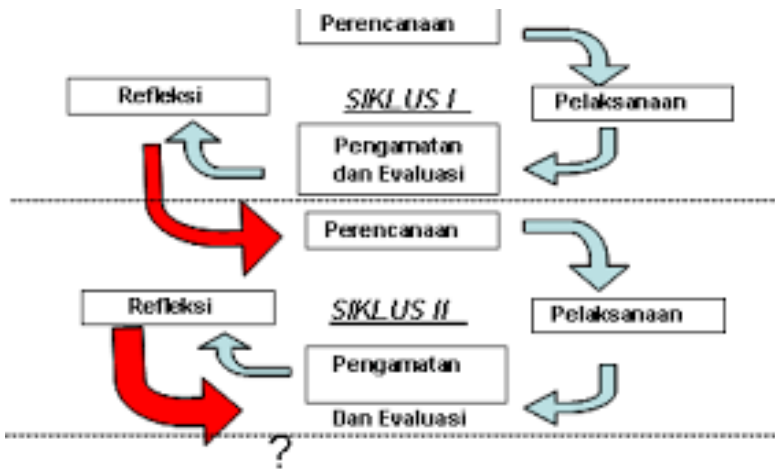 Perencanaan
Refleksi
SIKLUS I
Pelaksanaan
Pengamatan
dan Evaluasi
Perencanaan
Refleksi
SIKLUS II
Pelaksanaan
Pengamatan
Dan Evaluasi
?